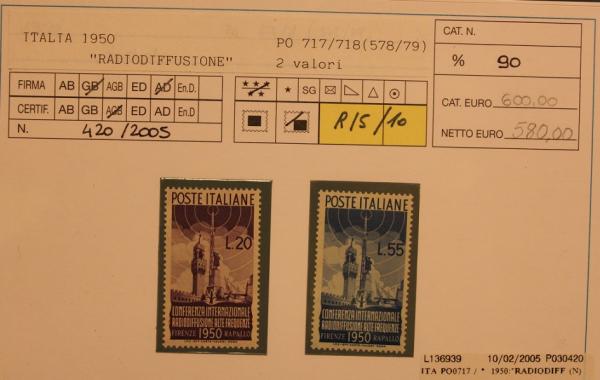 ITALIA 1950
"RADIODIFFUSIONE"
PO 717/718(578/79)
2 valori
CAT. N.
% 90
CAT. EURO 600,00
NETTO EURO 580,00
FIRMA AB GB AGB ED AD En.D.
CERTIF. AB GB AGB ED AD En.D.
N. 420/2005
* SG
R/5/10
POSTE ITALIANE
L.20
CONFERENZA INTERNAZIONALE
RADIODIFFUSIONE ALTE FREQUENZE
FIRENZE 1950 RAPALLO
POSTE ITALIANE
L.55
CONFERENZA INTERNAZIONALE
RADIODIFFUSIONE ALTE FREQUENZE
FIRENZE 1950 RAPALLO
L136939 10/02/2005 P030420
ITA PO0717 / * 1950:"RADIODIFF (N)